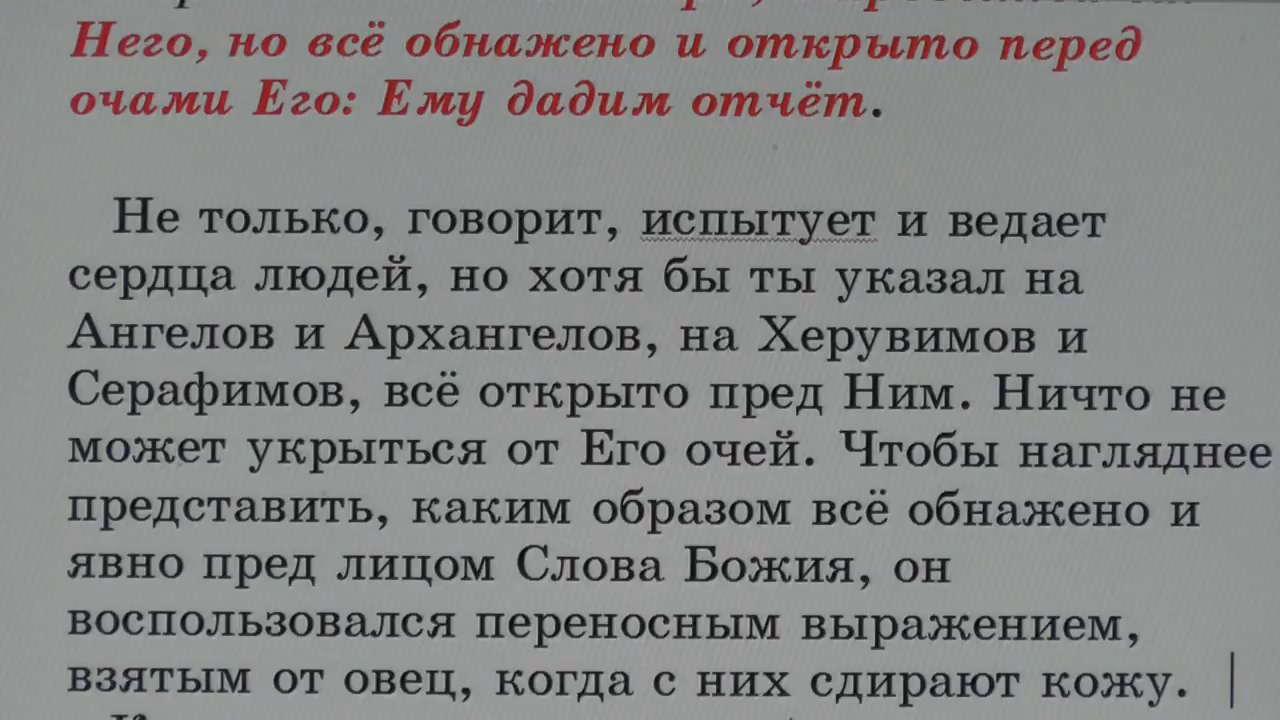 Него, но всё обнажено и открыто перед
очами Его: Ему дадим отчёт.
Не только, говорит, испытует и ведает
сердца людей, но хотя бы ты указал на
Ангелов и Архангелов, на Херувимов и
Серафимов, всё открыто пред Ним. Ничто не
может укрыться от Его очей. Чтобы нагляднее
представить, каким образом всё обнажено и
явно пред лицом Слова Божия, он
воспользовался переносным выражением,
взятым от овец, когда с них сдирают кожу.